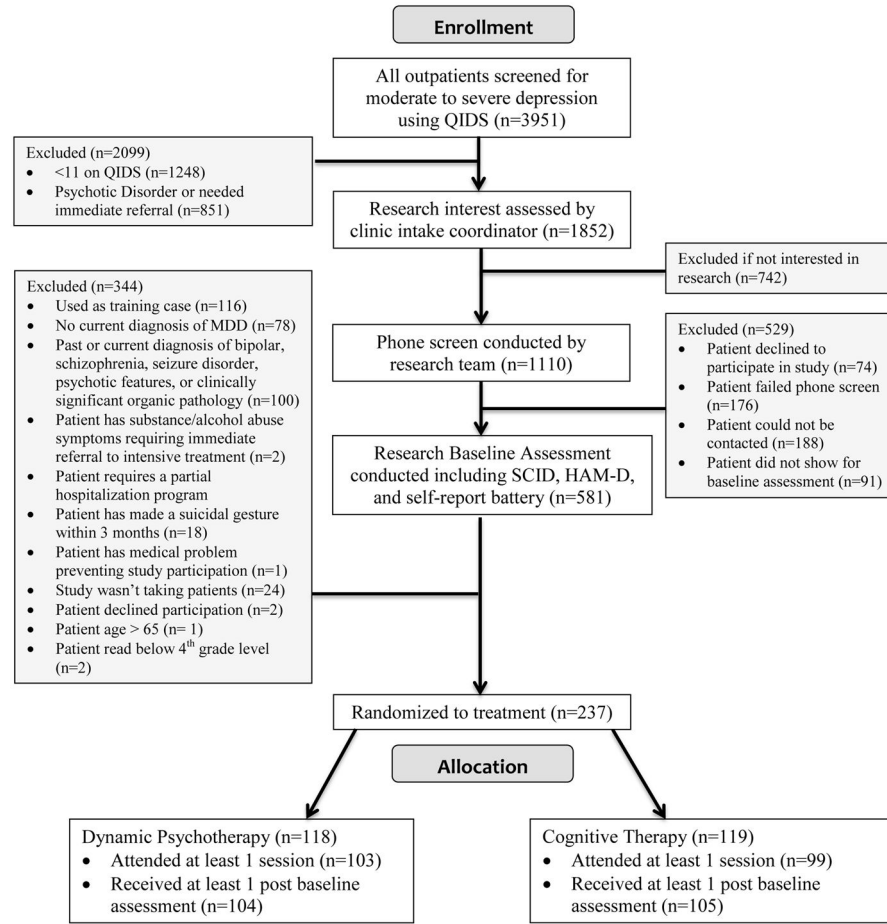 Enrollment
All outpatients screened for
moderate to severe depression
using QIDS (n=3951)
Excluded (n=2099)
• <11 on QIDS (n=1248)
• Psychotic Disorder or needed
immediate referral (n=851)
Research interest assessed by
clinic intake coordinator (n=1852)
Excluded if not interested in
research (n=742)
Excluded (n=344)
• Used as training case (n=116)
• No current diagnosis of MDD (n=78)
• Past or current diagnosis of bipolar,
schizophrenia, seizure disorder,
psychotic features, or clinically
significant organic pathology
(n=100)
• Patient has substance/alcohol abuse
symptoms requiring immediate
referral to intensive treatment (n=2)
• Patient requires a partial
hospitalization program
• Patient has made a suicidal gesture
within 3 months (n=18)
• Patient has medical problem
preventing study participation (n=1)
• Study wasn't taking patients (n=24)
• Patient declined participation (n=2)
• Patient age > 65 (n= 1)
• Patient read below 4th grade level
(n=2)
Phone screen conducted by
research team (n=1110)
Excluded (n=529)
• Patient declined to
participate in study (n=74)
• Patient failed phone screen
(n=176)
• Patient could not be
contacted (n=188)
• Patient did not show for
baseline assessment (n=91)
Research Baseline Assessment
conducted including SCID, HAM-D,
and self-report battery (n=581)
Randomized to treatment (n=237)
Allocation
Dynamic Psychotherapy (n=118)
• Attended at least 1 session (n=103)
• Received at least 1 post baseline
assessment (n=104)
Cognitive Therapy (n=119)
• Attended at least 1 session (n=99)
• Received at least 1 post baseline
assessment (n=105)